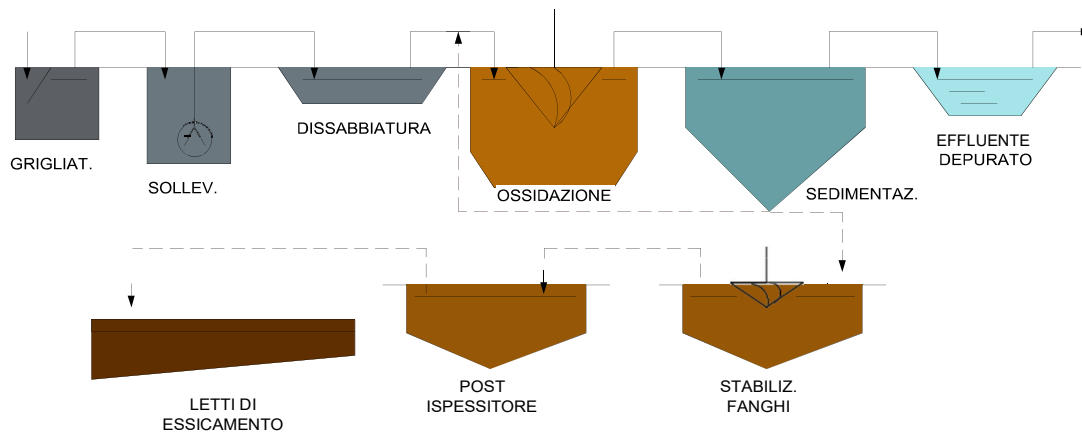 GRIGLIAT.
SOLLEV.
DISSABBIATURA
OSSIDAZIONE
SEDIMENTAZ.
EFFLUENTE
DEPURATO
LETTI DI
ESSICAMENTO
POST
ISPESSITORE
STABILIZ.
FANGHI